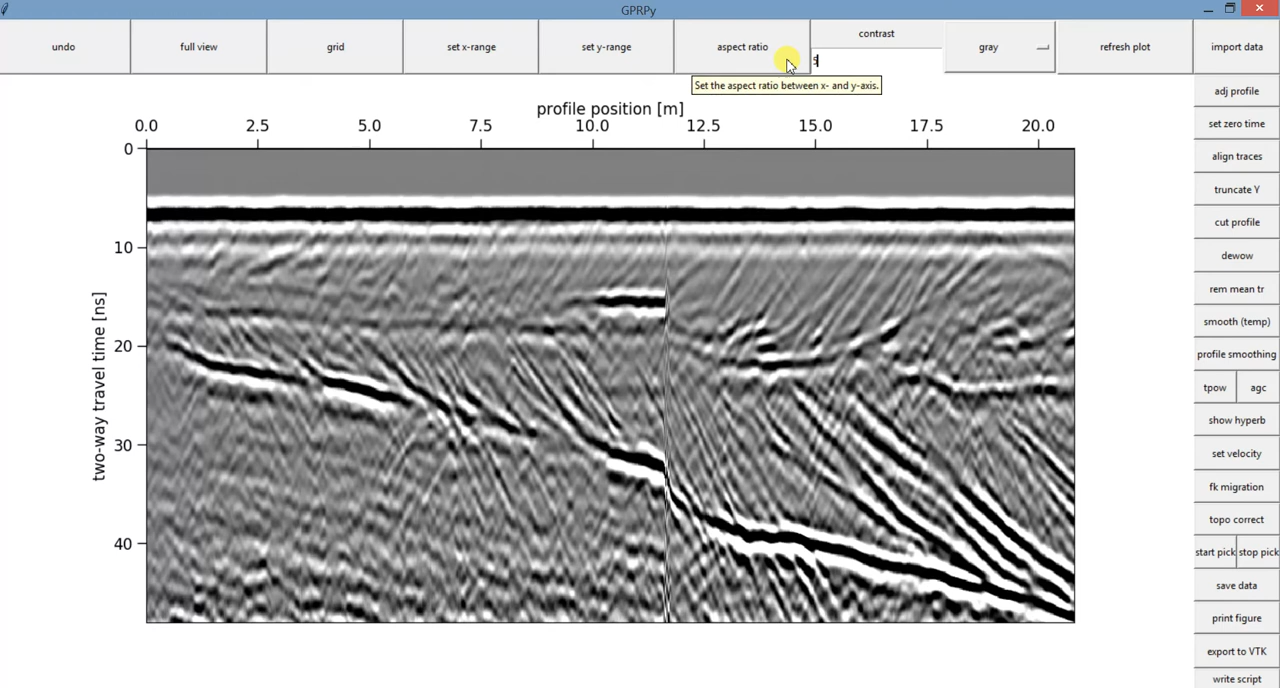 GPRPy
undo
full view
grid
set x-range
set y-range
aspect ratio
contrast
5
gray
refresh plot
import data
Set the aspect ratio between x- and y-axis.
adj profile
set zero time
align traces
truncate Y
cut profile
dewow
rem mean tr
smooth (temp)
profile smoothing
tpow agc
show hyperb
set velocity
fk migration
topo correct
start pick stop pick
save data
print figure
export to VTK
write script
profile position [m]
0.0 2.5 5.0 7.5 10.0 12.5 15.0 17.5 20.0
two-way travel time [ns]
0
10
20
30
40